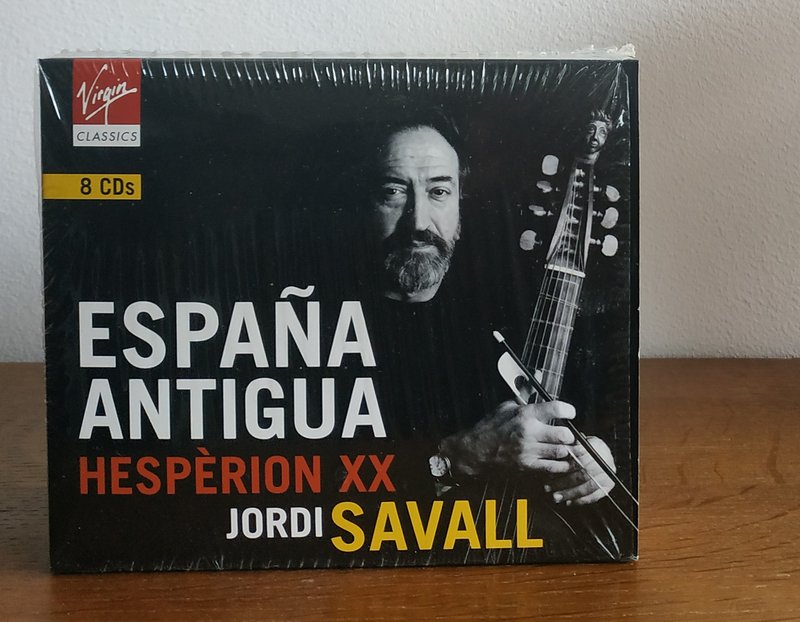 Virgin
CLASSICS
8 CDs
ESPAÑA
ANTIGUA
HESPÈRION XX
JORDI SAVALL